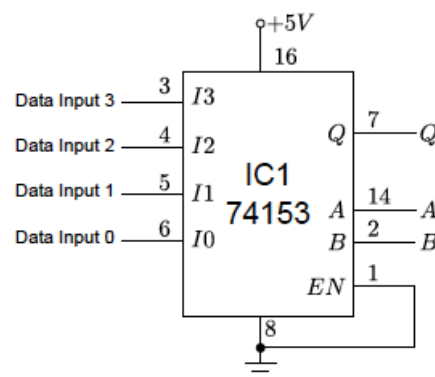 +5V
16
Data Input 3 3 I3
Data Input 2 4 I2
Q 7 Q
Data Input 1 5 I1
IC1
74153
A 14 A
Data Input 0 6 I0
B 2 B
EN 1
8